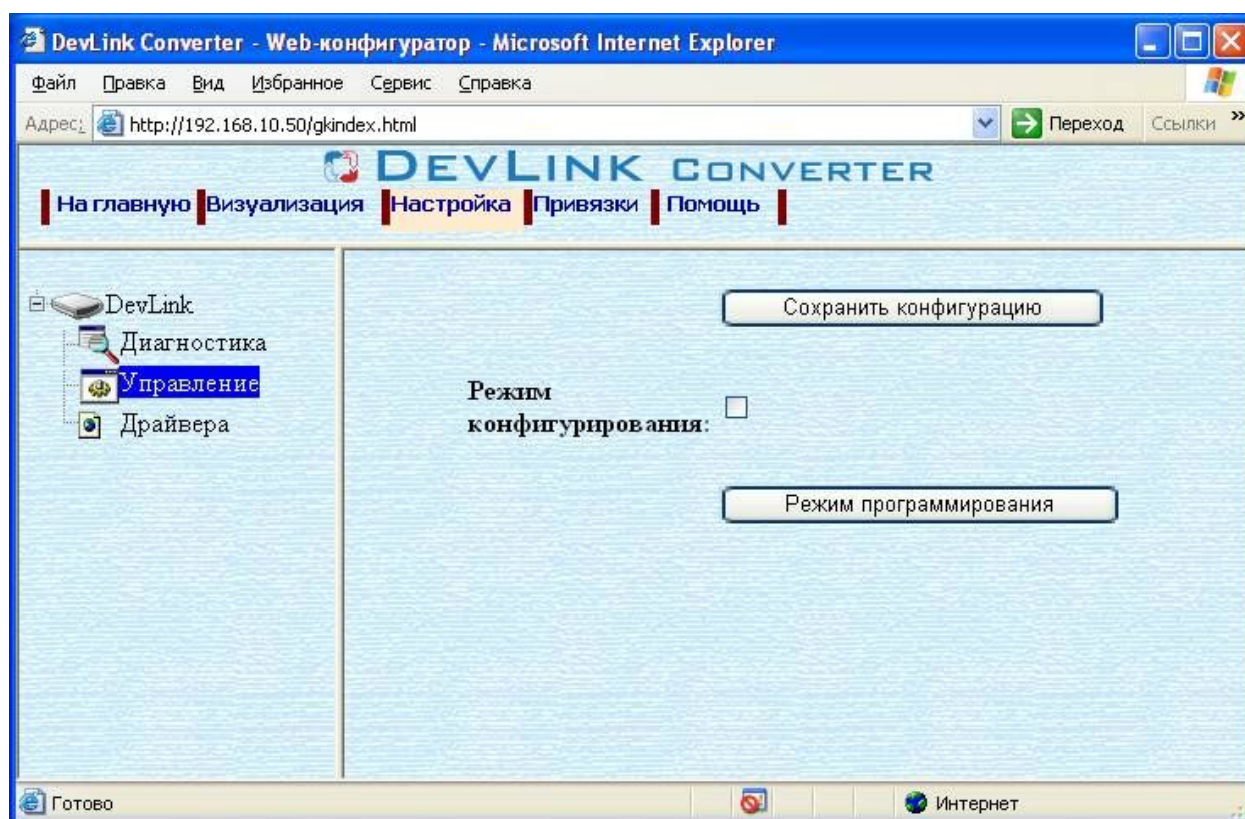 DevLink Converter - Web-конфигуратор - Microsoft Internet Explorer
Файл Правка Вид Избранное Сервис Справка
Адрес: http://192.168.10.50/gkindex.html Переход Ссылки »
DEVLINK CONVERTER
На главную Визуализация Настройка Привязки Помощь
DevLink
Диагностика
Управление
Драйвера
Сохранить конфигурацию
Режим
конфигурирования:
Режим программирования
Готово Интернет